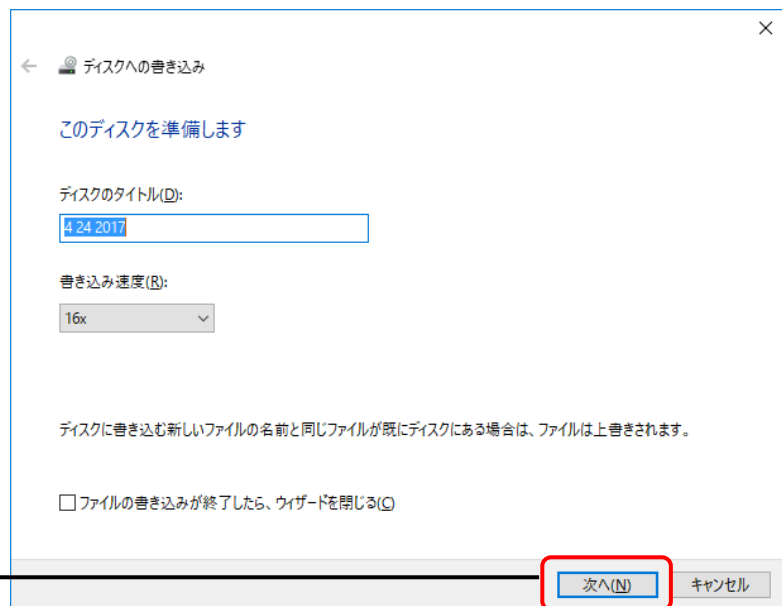 ディスクへの書き込み
このディスクを準備します
ディスクのタイトル(D):
4 24 2017
書き込み速度(R):
16x
ディスクに書き込む新しいファイルの名前と同じファイルが既にディスクにある場合は、ファイルは上書きされます。
ファイルの書き込みが終了したら、ウィザードを閉じる(C)
次へ(N) キャンセル